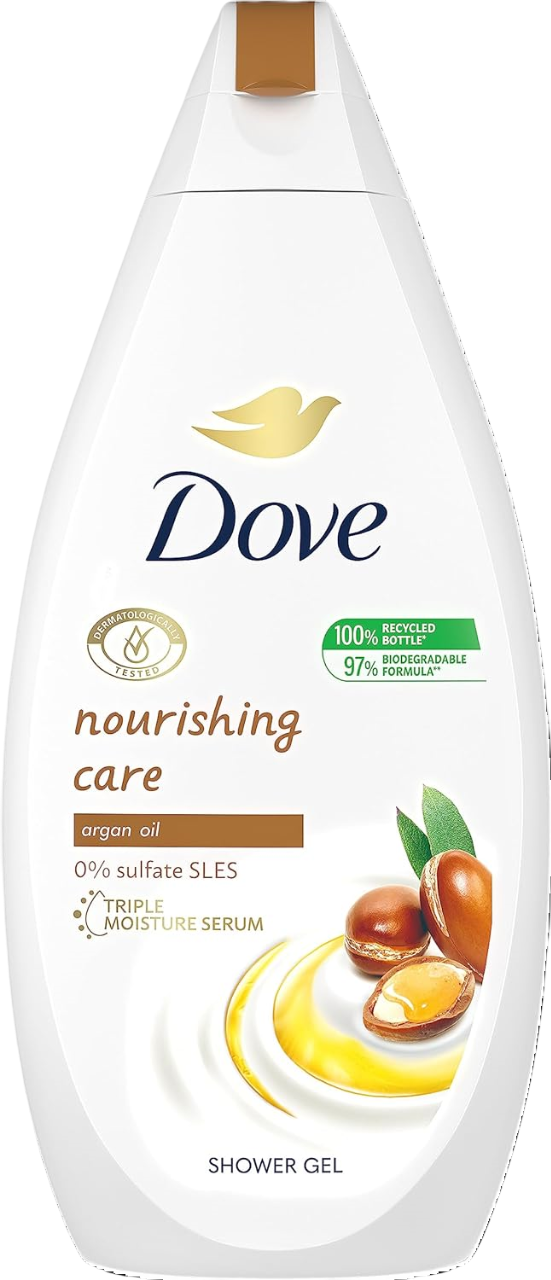 Dove
DERMATOLOGICALLY
TESTED
100% RECYCLED
BOTTLE*
97% BIODEGRADABLE
FORMULA**
nourishing
care
argan oil
0% sulfate SLES
TRIPLE
MOISTURE SERUM
SHOWER GEL